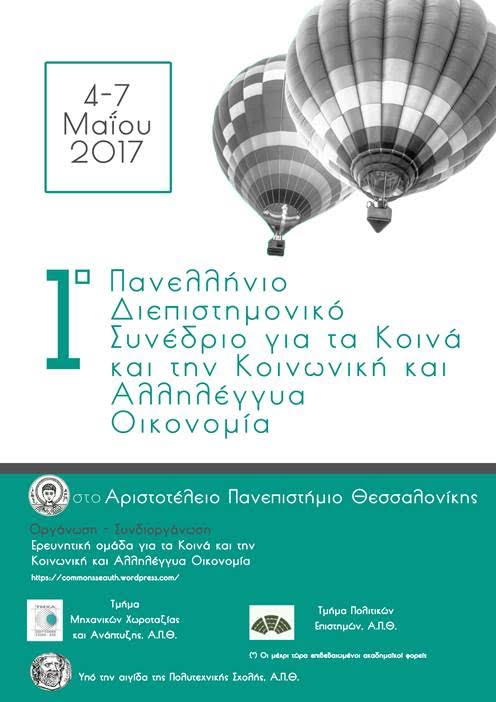 4-7
Μαΐου
2017
1º Πανελλήνιο
Διεπιστημονικό
Συνέδριο για τα Κοινά
και την Κοινωνική και
Αλληλέγγυα
Οικονομία
στο Αριστοτέλειο Πανεπιστήμιο Θεσσαλονίκης
Οργάνωση - Συνδιοργάνωση
Ερευνητική ομάδα για τα Κοινά και την
Κοινωνική και Αλληλέγγυα Οικονομία
https://commonsseauth.wordpress.com/
Τμήμα
Μηχανικών Χωροταξίας
και Ανάπτυξης, Α.Π.Θ.
Τμήμα Πολιτικών
Επιστημών, Α.Π.Θ.
(*) Οι μέχρι τώρα επιβεβαιωμένοι ακαδημαϊκοί φορείς
Υπό την αιγίδα της Πολυτεχνικής Σχολής, Α.Π.Θ.